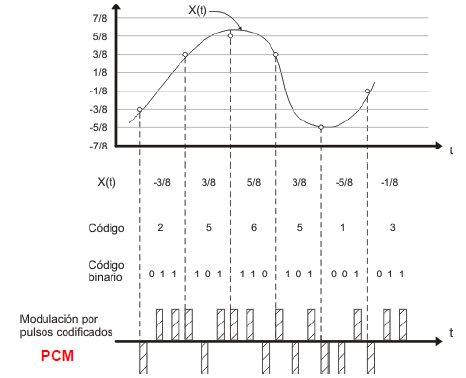 X(t)
7/8
5/8
3/8
1/8
-1/8
-3/8
-5/8
-7/8
X(t) -3/8 3/8 5/8 3/8 -5/8 -1/8
Código 2 5 6 5 1 3
Código
binario 0 1 1 1 0 1 1 1 0 1 0 1 0 0 1 0 1 1
Modulación por
pulsos codificados
t
PCM